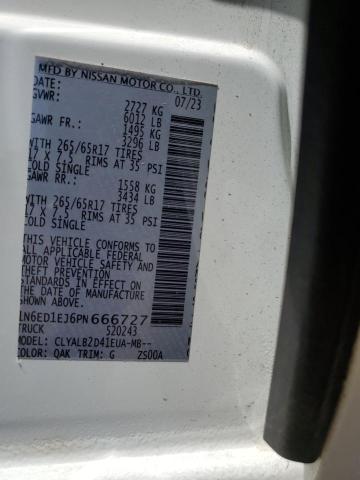 MFD BY NISSAN MOTOR CO., LTD.
DATE: 07/23
GVWR: 2727 KG
6012 LB
GAWR FR.: 1495 KG
3296 LB
WITH 265/65R17 TIRES
17 X 7.5 RIMS AT 35 PSI
COLD SINGLE
GAWR RR.: 1558 KG
3434 LB
WITH 265/65R17 TIRES
17 X 7.5 RIMS AT 35 PSI
COLD SINGLE
THIS VEHICLE CONFORMS TO
ALL APPLICABLE FEDERAL
MOTOR VEHICLE SAFETY AND
THEFT PREVENTION STANDARDS
IN EFFECT ON THE DATE OF
MANUFACTURE SHOWN ABOVE.
1N6ED1EJ6PN666727
TRUCK S20243
MODEL: CLYALB2D41EUA-MB--
COLOR: QAK TRIM: G ZS00A